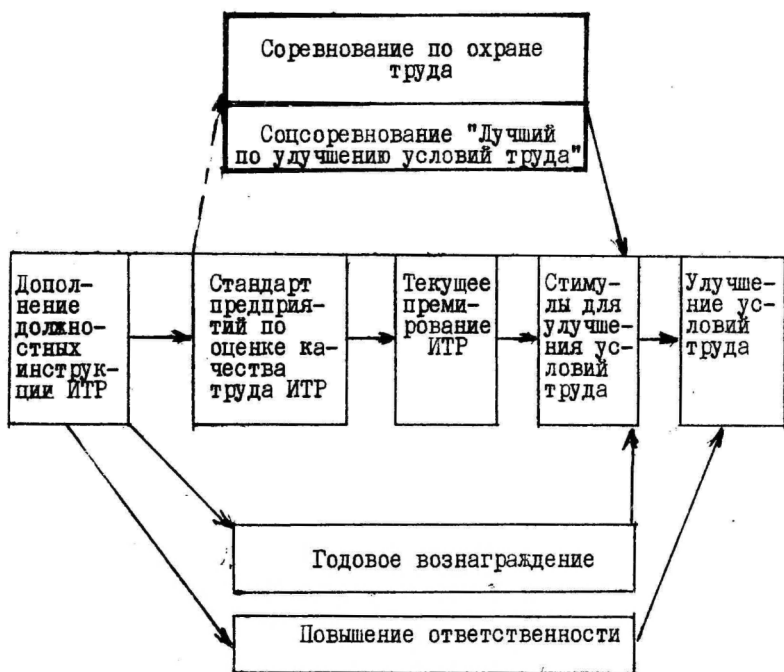 Соревнование по охране
труда
Соцсоревнование "Лучший
по улучшению условий труда"
Допол-
нение
должно-
стных
инструк-
ции ИТР
Стандарт
предприя-
тий по
оценке ка-
чества
труда ИТР
Текущее
преми-
рование
ИТР
Стиму-
лы для
улучше-
ния ус-
ловий
труда
Улучше-
ние ус-
ловий
труда
Годовое вознаграждение
Повышение ответственности